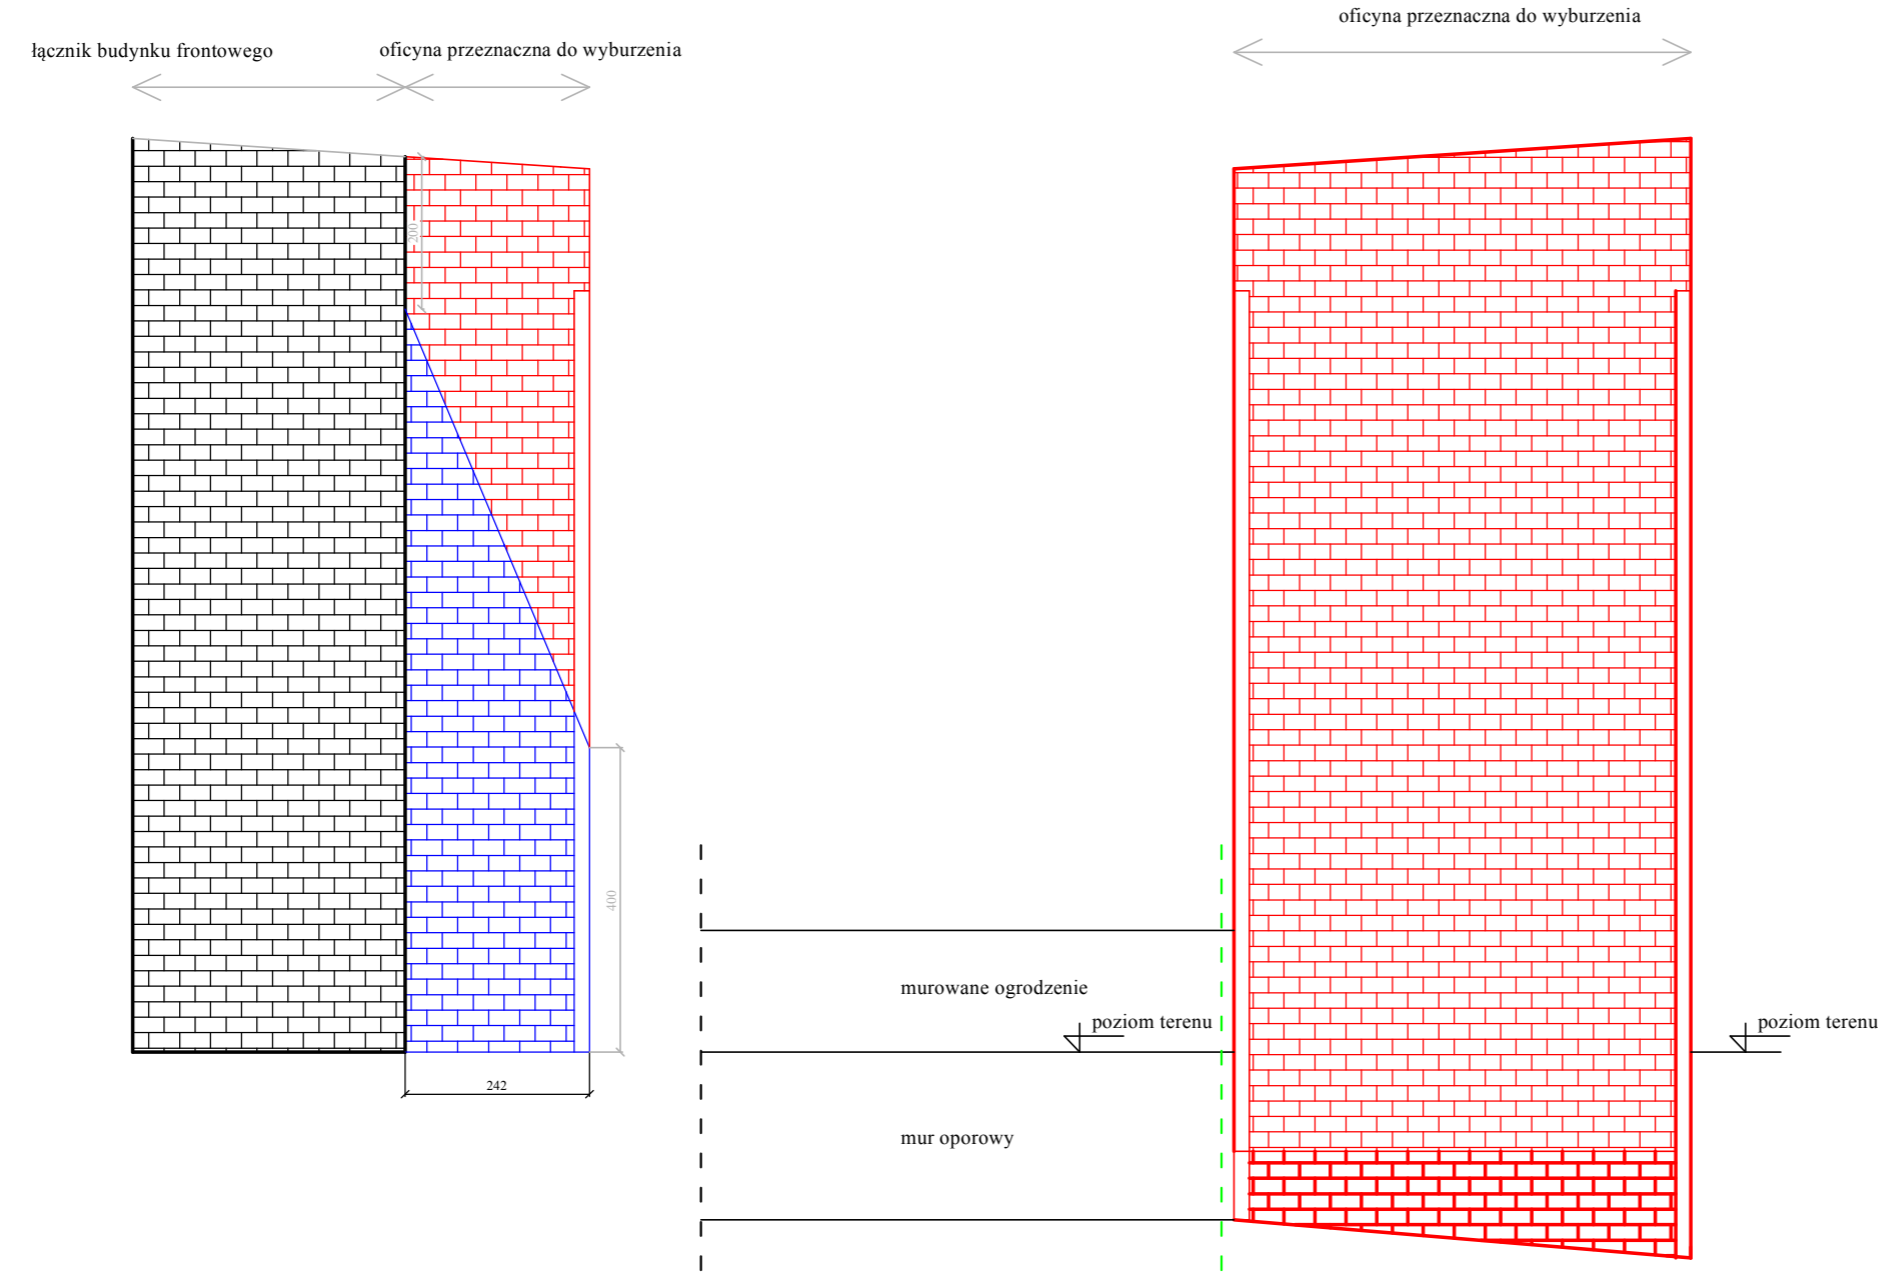 oficyna przeznaczna do wyburzenia
łącznik budynku frontowego
oficyna przeznaczna do wyburzenia
200
400
murowane ogrodzenie
poziom terenu
poziom terenu
242
mur oporowy